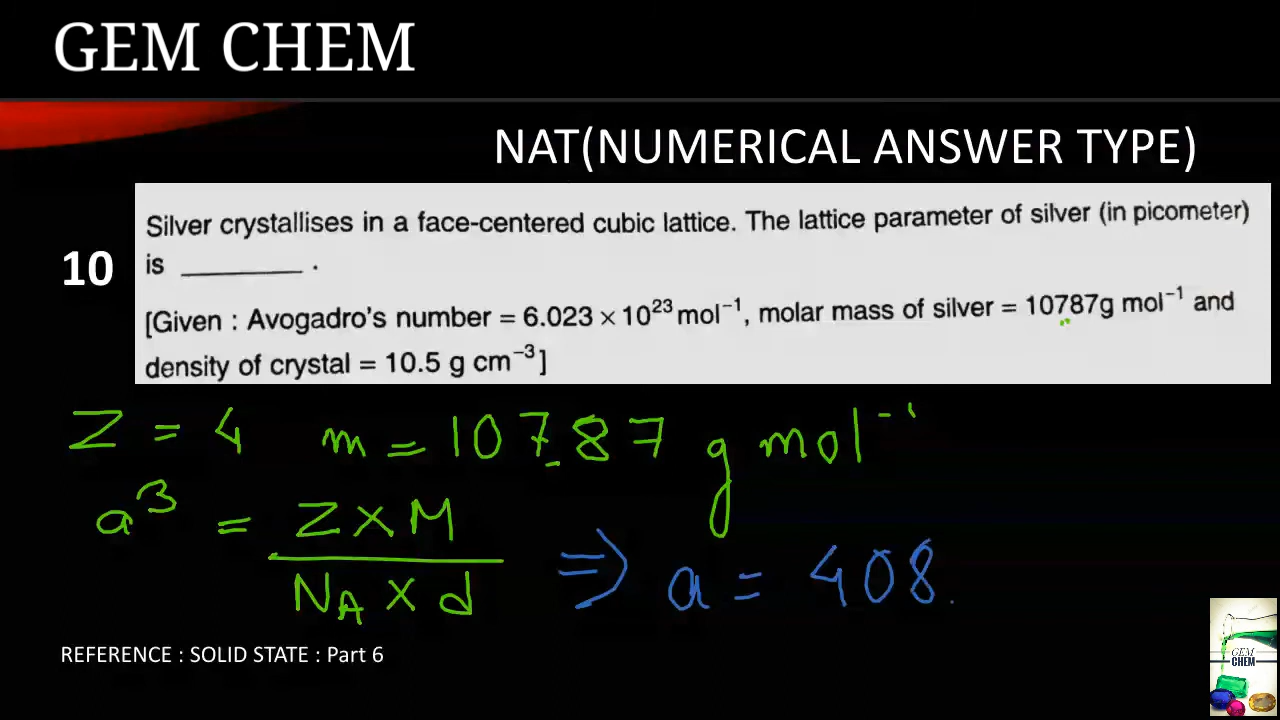 GEM CHEM
NAT(NUMERICAL ANSWER TYPE)
10
Silver crystallises in a face-centered cubic lattice. The lattice parameter of silver (in picometer)
is ________ .
[Given : Avogadro's number = 6.023 × 10²³ mol⁻¹, molar mass of silver = 10787g mol⁻¹ and
density of crystal = 10.5 g cm⁻³]
Z = 4 m = 107.87 g mol⁻¹
a³ = Z × M / N_A × d ⇒ a = 408.
REFERENCE : SOLID STATE : Part 6
GEM
CHEM